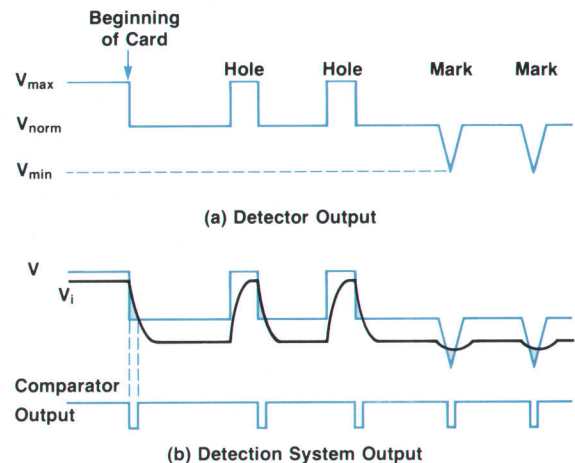 Beginning
of Card
Hole Hole Mark Mark
Vmax
Vnorm
Vmin
(a) Detector Output
V
Vi
Comparator
Output
(b) Detection System Output